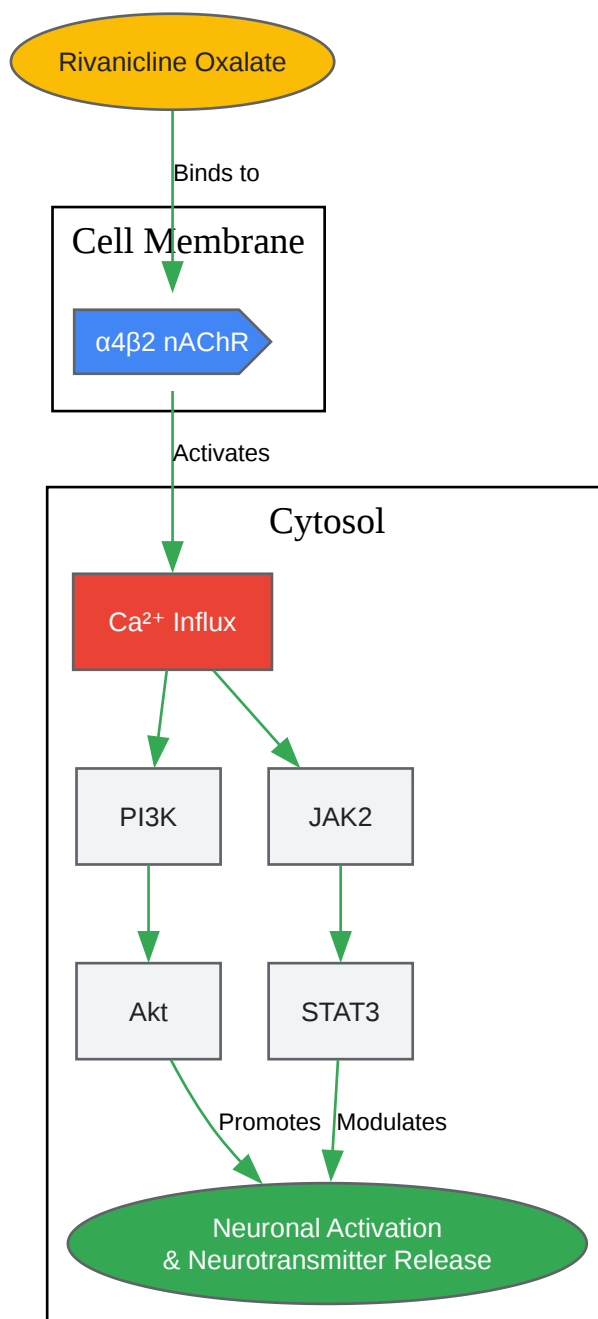 Rivanicline Oxalate
Binds to
Cell Membrane
α4β2 nAChR
Activates
Cytosol
Ca²⁺ Influx
PI3K
JAK2
Akt
STAT3
Promotes
Modulates
Neuronal Activation
& Neurotransmitter Release